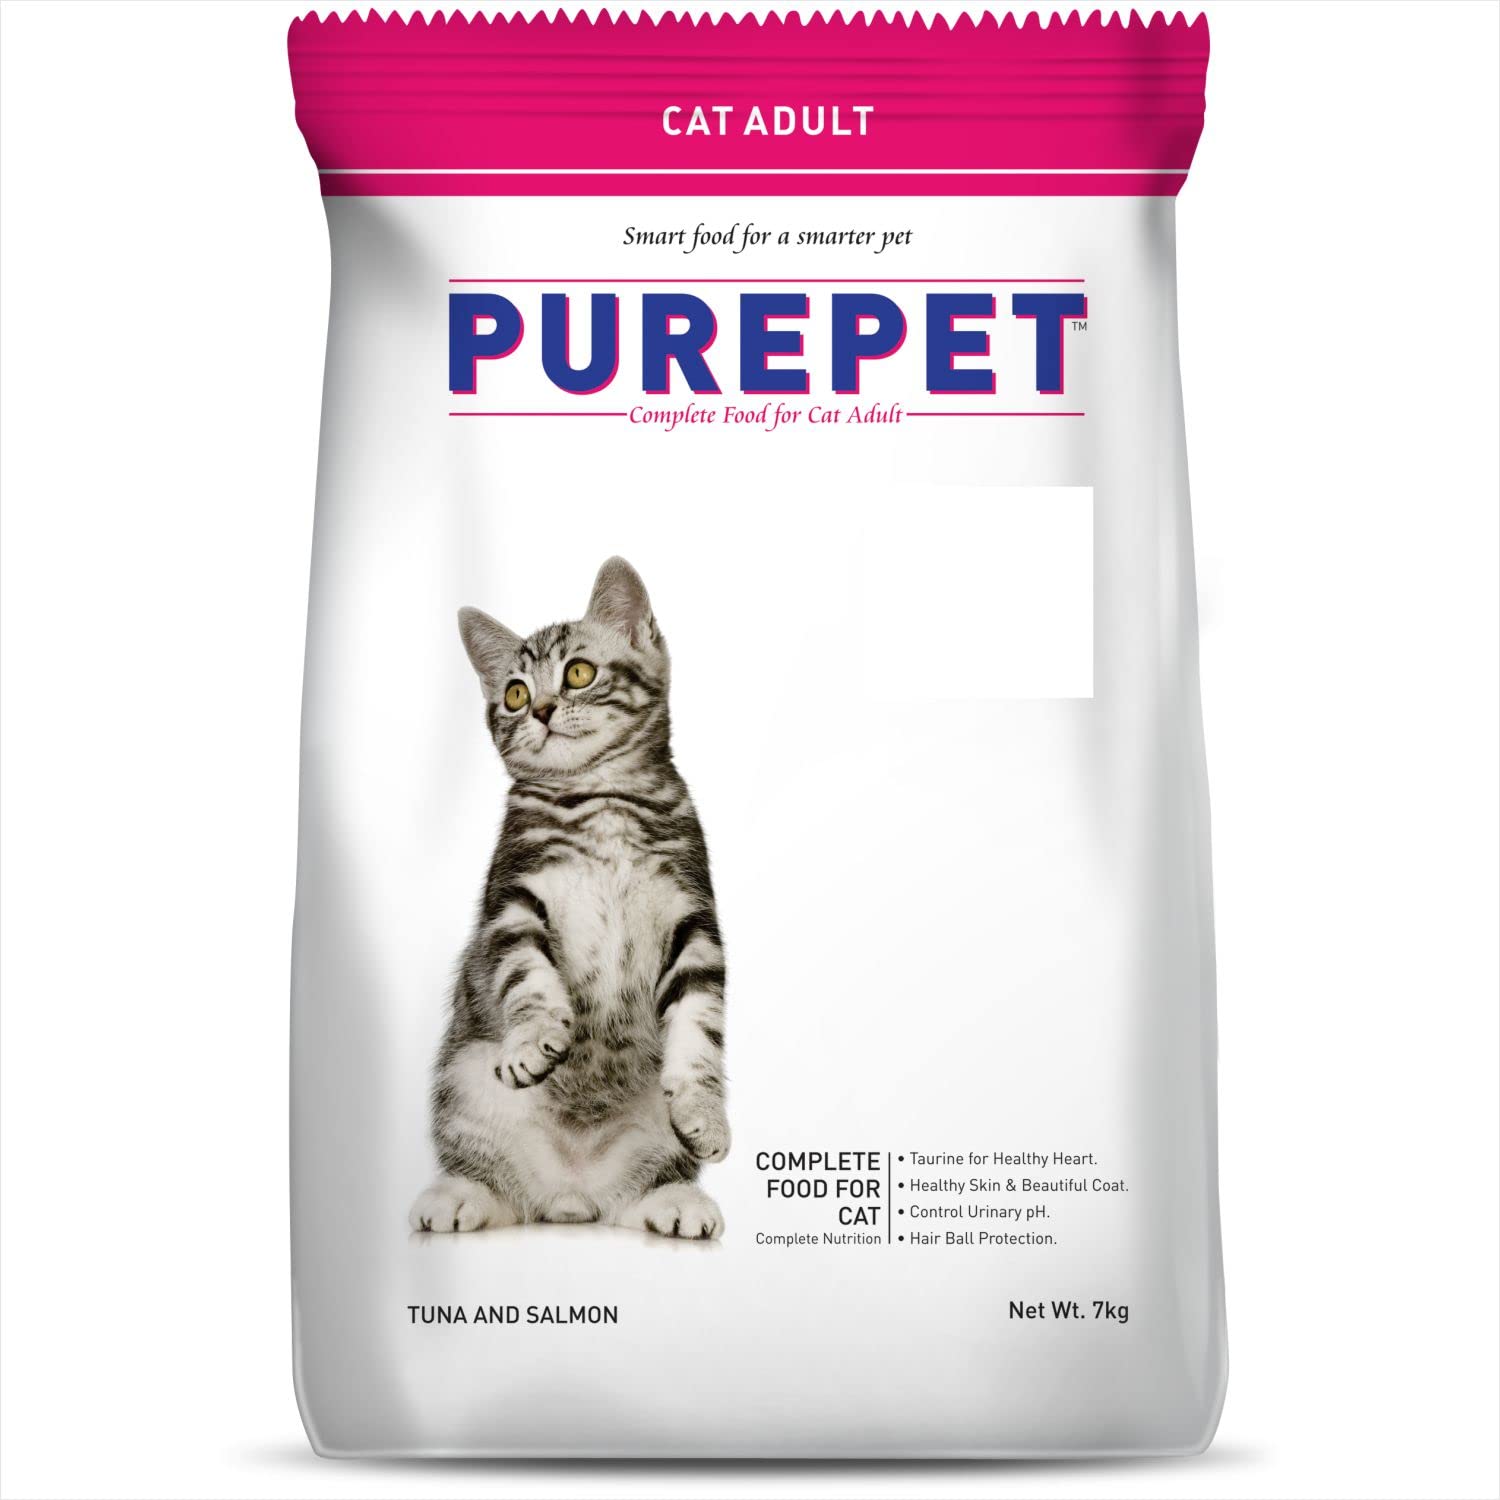 CAT ADULT
Smart food for a smarter pet
PUREPET™
Complete Food for Cat Adult
COMPLETE
FOOD FOR
CAT
Complete Nutrition
• Taurine for Healthy Heart.
• Healthy Skin & Beautiful Coat.
• Control Urinary pH.
• Hair Ball Protection.
TUNA AND SALMON
Net Wt. 7kg